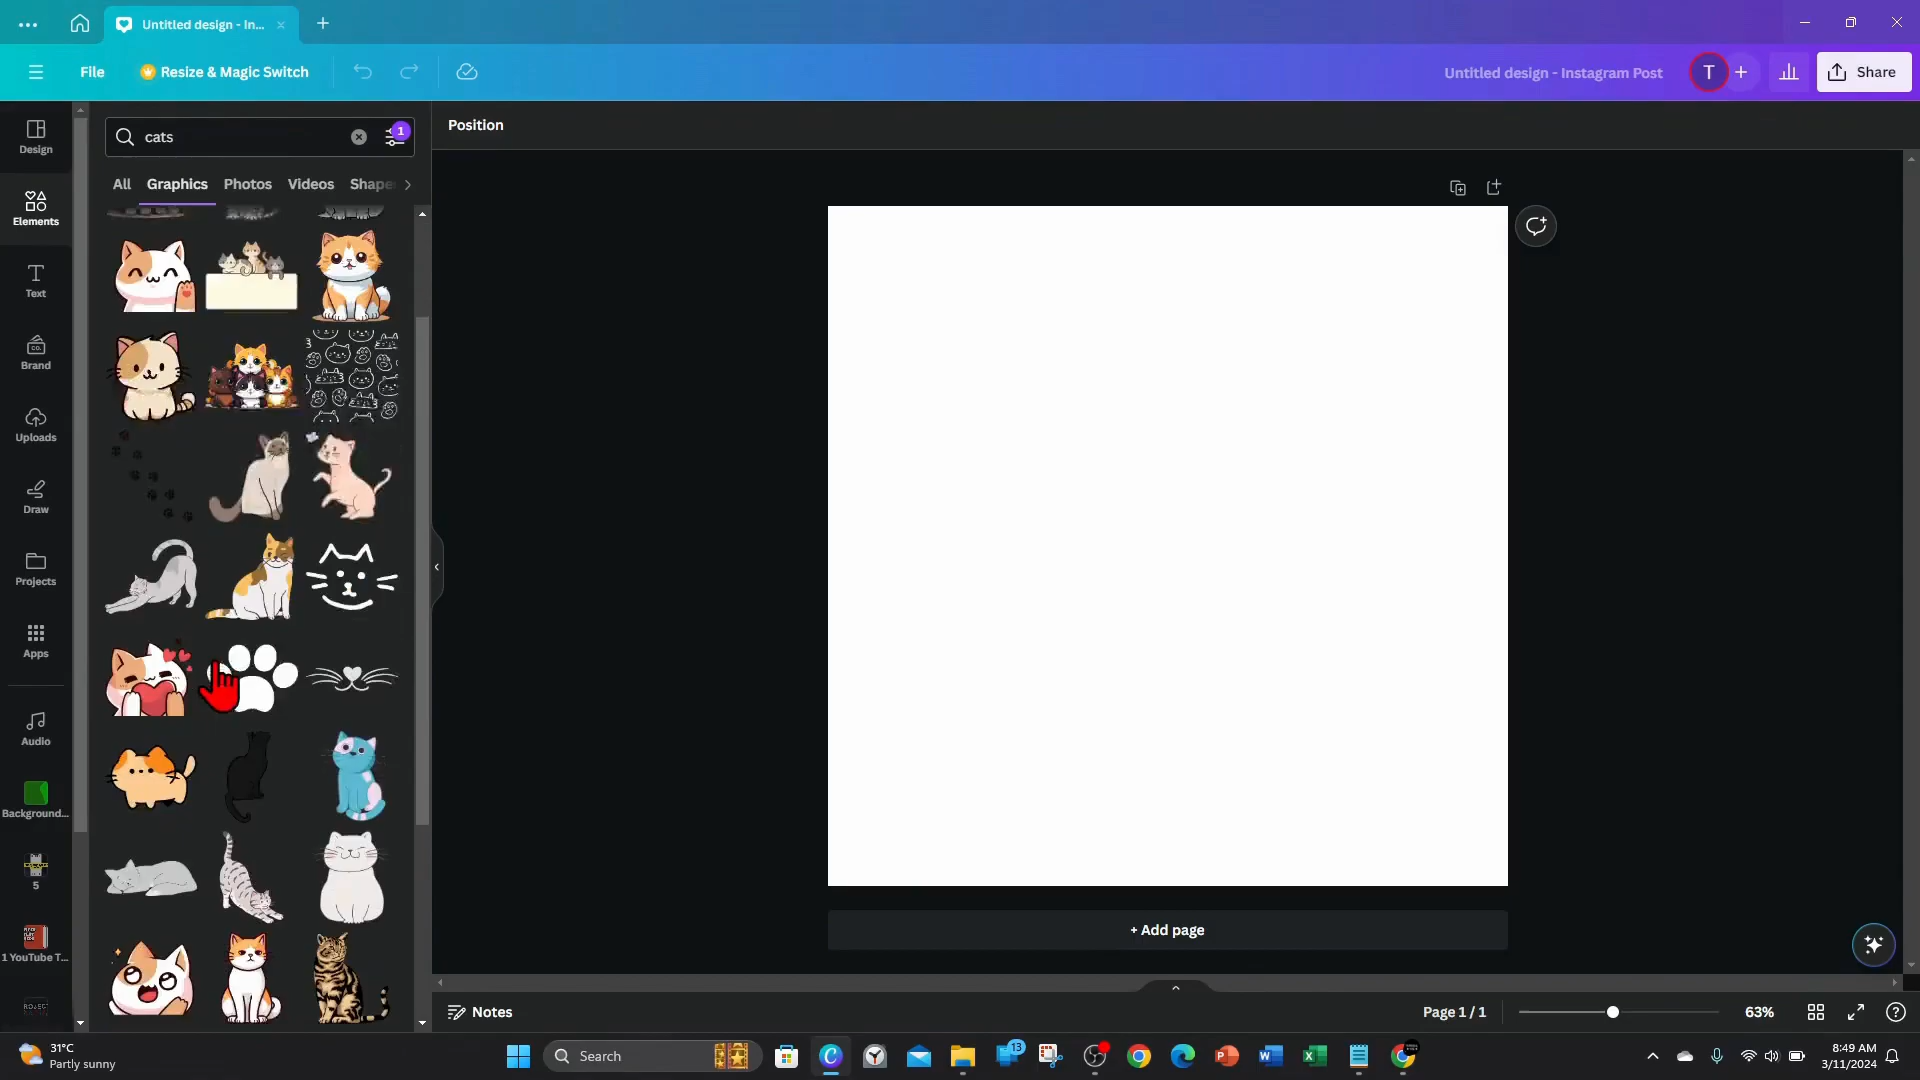 Untitled design - In...
File
Resize & Magic Switch
Untitled design - Instagram Post
T
Share
Design
Elements
Text
Brand
Uploads
Draw
Projects
Apps
Audio
Background...
5
1 YouTube T...
cats
1
All
Graphics
Photos
Videos
Shape
Position
+ Add page
Notes
Page 1 / 1
63%
31°C
Partly sunny
Search
13
8:49 AM
3/11/2024